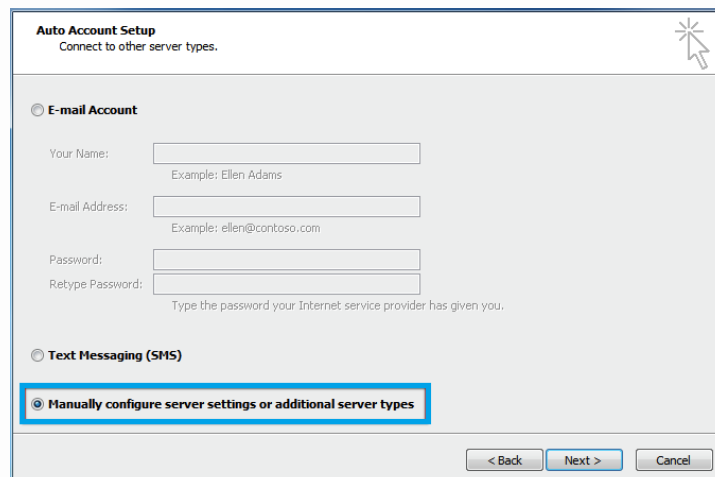 Auto Account Setup
Connect to other server types.
E-mail Account
Your Name:
Example: Ellen Adams
E-mail Address:
Example: ellen@contoso.com
Password:
Retype Password:
Type the password your Internet service provider has given you.
Text Messaging (SMS)
Manually configure server settings or additional server types
< Back Next > Cancel